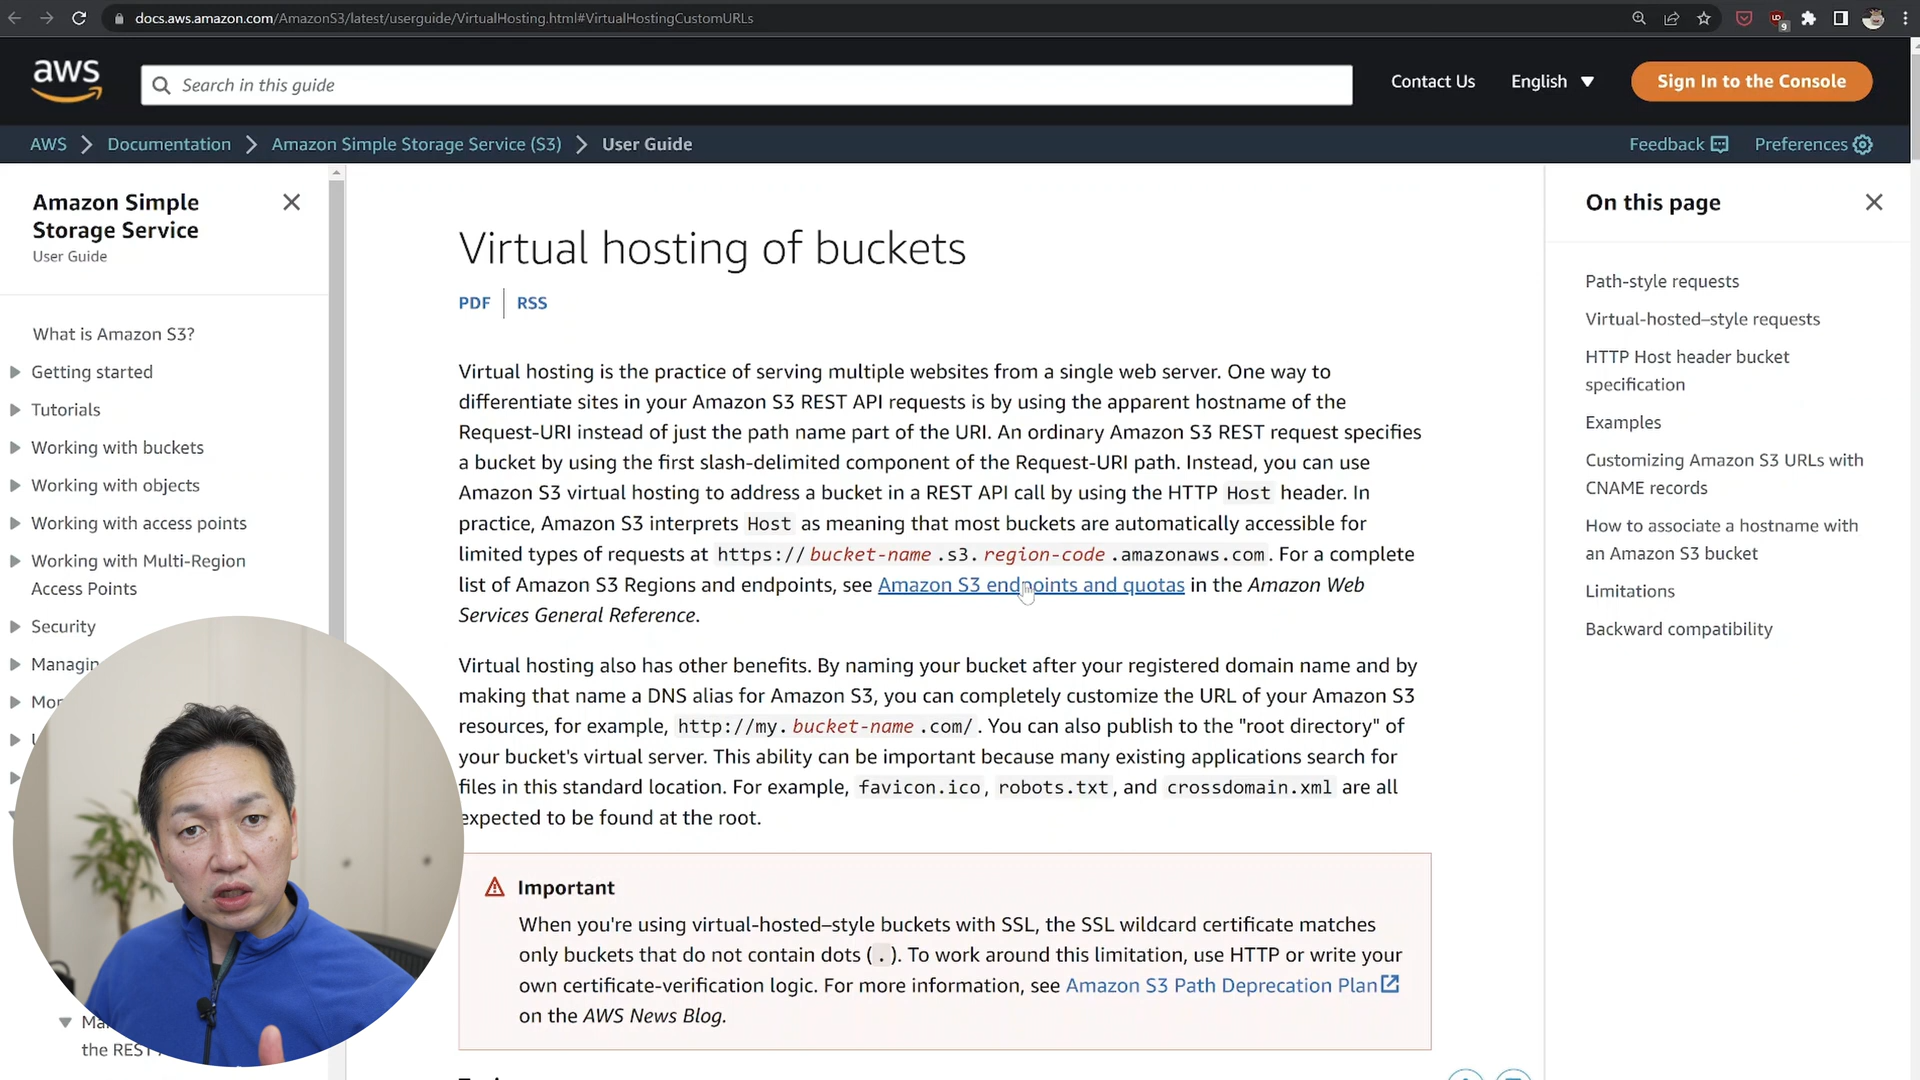 docs.aws.amazon.com/AmazonS3/latest/userguide/VirtualHosting.html#VirtualHostingCustomURLs
9
aws
Search in this guide
Contact Us
English
Sign In to the Console
AWS
Documentation
Amazon Simple Storage Service (S3)
User Guide
Feedback
Preferences
Amazon Simple
Storage Service
User Guide
What is Amazon S3?
Getting started
Tutorials
Working with buckets
Working with objects
Working with access points
Working with Multi-Region
Access Points
Security
the REST
Virtual hosting of buckets
PDF
RSS
Virtual hosting is the practice of serving multiple websites from a single web server. One way to
differentiate sites in your Amazon S3 REST API requests is by using the apparent hostname of the
Request-URI instead of just the path name part of the URI. An ordinary Amazon S3 REST request specifies
a bucket by using the first slash-delimited component of the Request-URI path. Instead, you can use
Amazon S3 virtual hosting to address a bucket in a REST API call by using the HTTP Host header. In
practice, Amazon S3 interprets Host as meaning that most buckets are automatically accessible for
limited types of requests at https://bucket-name.s3.region-code.amazonaws.com. For a complete
list of Amazon S3 Regions and endpoints, see Amazon S3 endpoints and quotas in the Amazon Web
Services General Reference.
Virtual hosting also has other benefits. By naming your bucket after your registered domain name and by
making that name a DNS alias for Amazon S3, you can completely customize the URL of your Amazon S3
resources, for example, http://my.bucket-name.com/. You can also publish to the "root directory" of
your bucket's virtual server. This ability can be important because many existing applications search for
files in this standard location. For example, favicon.ico, robots.txt, and crossdomain.xml are all
expected to be found at the root.
Important
When you're using virtual-hosted–style buckets with SSL, the SSL wildcard certificate matches
only buckets that do not contain dots (.). To work around this limitation, use HTTP or write your
own certificate-verification logic. For more information, see Amazon S3 Path Deprecation Plan
on the AWS News Blog.
On this page
Path-style requests
Virtual-hosted–style requests
HTTP Host header bucket
specification
Examples
Customizing Amazon S3 URLs with
CNAME records
How to associate a hostname with
an Amazon S3 bucket
Limitations
Backward compatibility